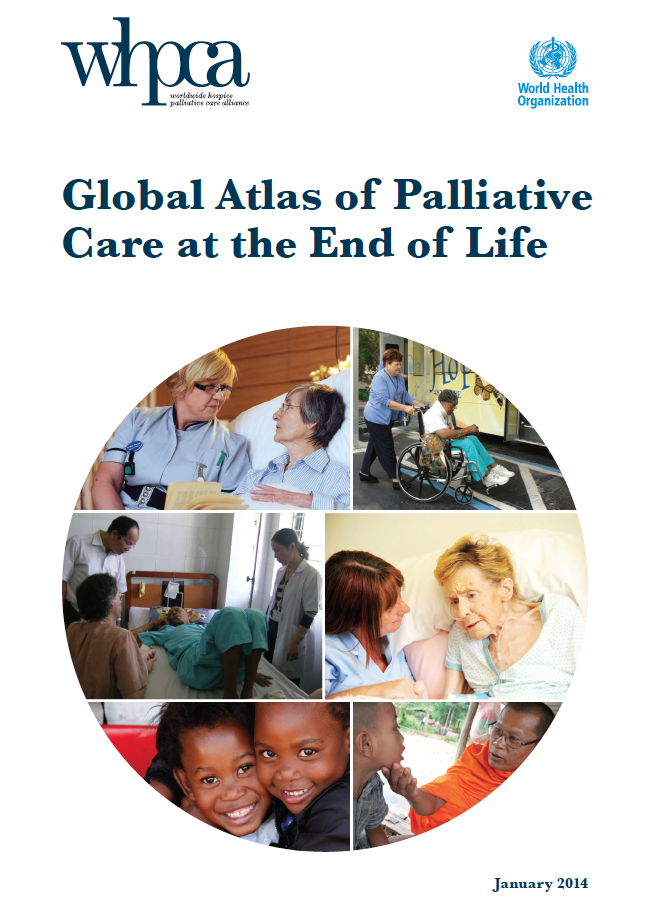 whpca
worldwide hospice
palliative care alliance
World Health
Organization
Global Atlas of Palliative
Care at the End of Life
Hop
January 2014